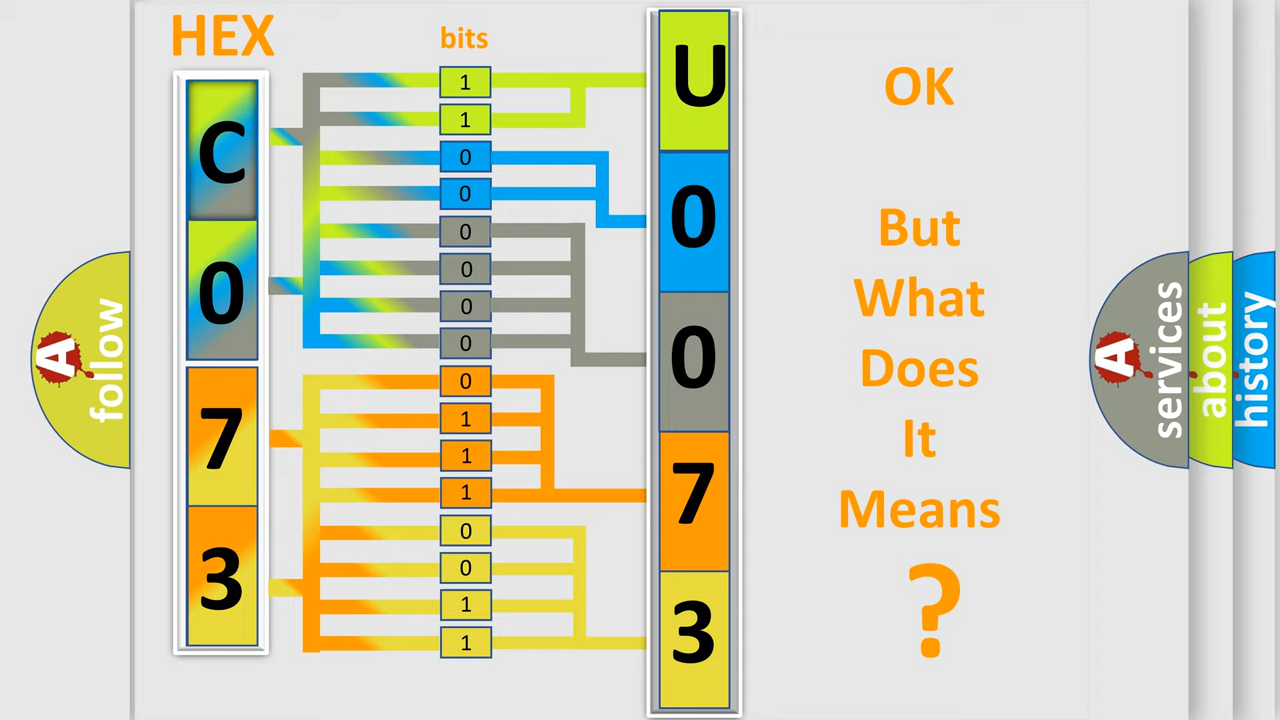 HEX
bits
C
0
7
3
1
1
0
0
0
0
0
0
0
1
1
1
0
0
1
1
U
0
0
7
3
OK
But
What
Does
It
Means
?
A
follow
A
services
about
history